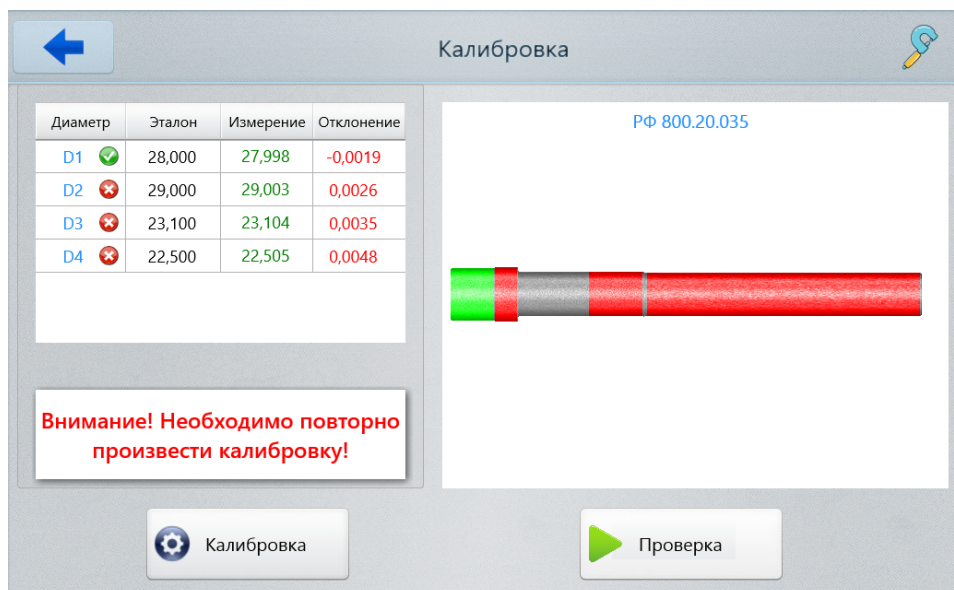 Калибровка
Диаметр Эталон Измерение Отклонение
D1 28,000 27,998 -0,0019
D2 29,000 29,003 0,0026
D3 23,100 23,104 0,0035
D4 22,500 22,505 0,0048
Внимание! Необходимо повторно
произвести калибровку!
РФ 800.20.035
Калибровка
Проверка